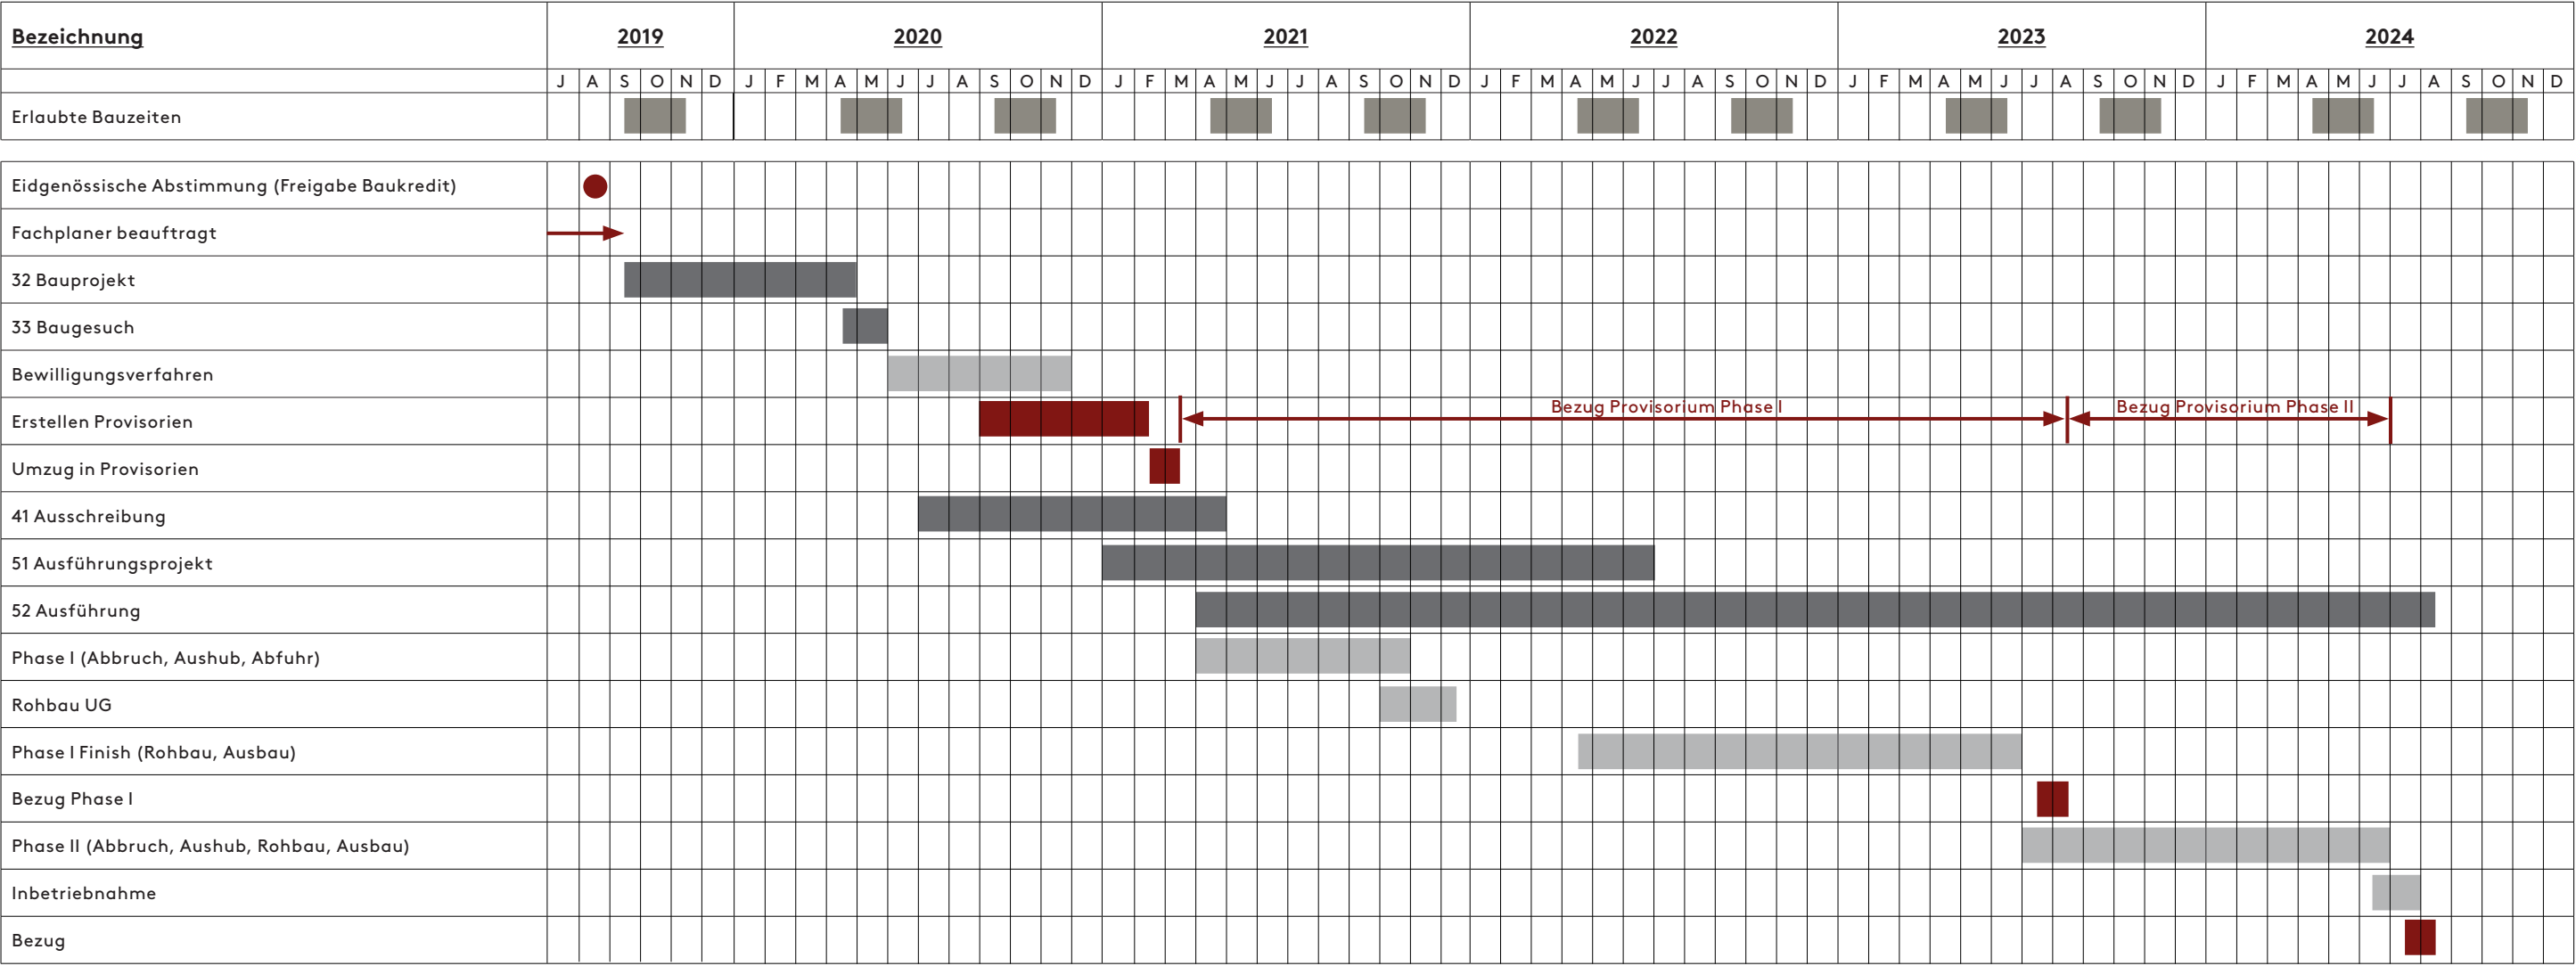 Bezeichnung 2019 2020 2021 2022 2023 2024
J A S O N D J F M A M J J A S O N D J F M A M J J A S O N D J F M A M J J A S O N D J F M A M J J A S O N D J F M A M J J A S O N D
Erlaubte Bauzeiten
Eidgenössische Abstimmung (Freigabe Baukredit)
Fachplaner beauftragt
32 Bauprojekt
33 Baugesuch
Bewilligungsverfahren
Erstellen Provisorien Bezug Provisorium Phase I Bezug Provisorium Phase II
Umzug in Provisorien
41 Ausschreibung
51 Ausführungsprojekt
52 Ausführung
Phase I (Abbruch, Aushub, Abfuhr)
Rohbau UG
Phase I Finish (Rohbau, Ausbau)
Bezug Phase I
Phase II (Abbruch, Aushub, Rohbau, Ausbau)
Inbetriebnahme
Bezug